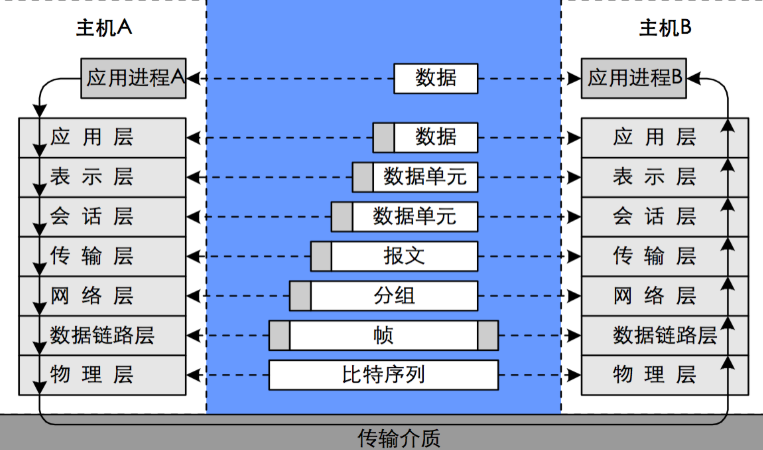 主机A 主机B
应用进程A 数据 应用进程B
应用层 数据 应用层
表示层 数据单元 表示层
会话层 数据单元 会话层
传输层 报文 传输层
网络层 分组 网络层
数据链路层 帧 数据链路层
物理层 比特序列 物理层
传输介质